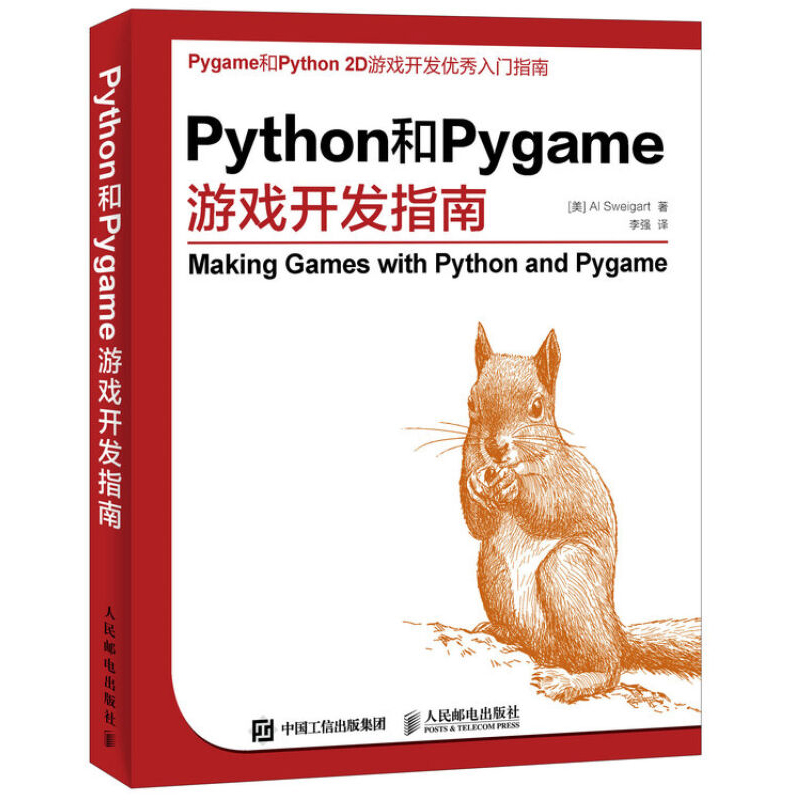 Pygame和Python 2D游戏开发优秀入门指南
Python和Pygame
游戏开发指南
[美] Al Sweigart 著
李强 译
Making Games with Python and Pygame
中国工信出版集团
人民邮电出版社
POSTS & TELECOM PRESS
Python和Pygame游戏开发指南
人民邮电出版社